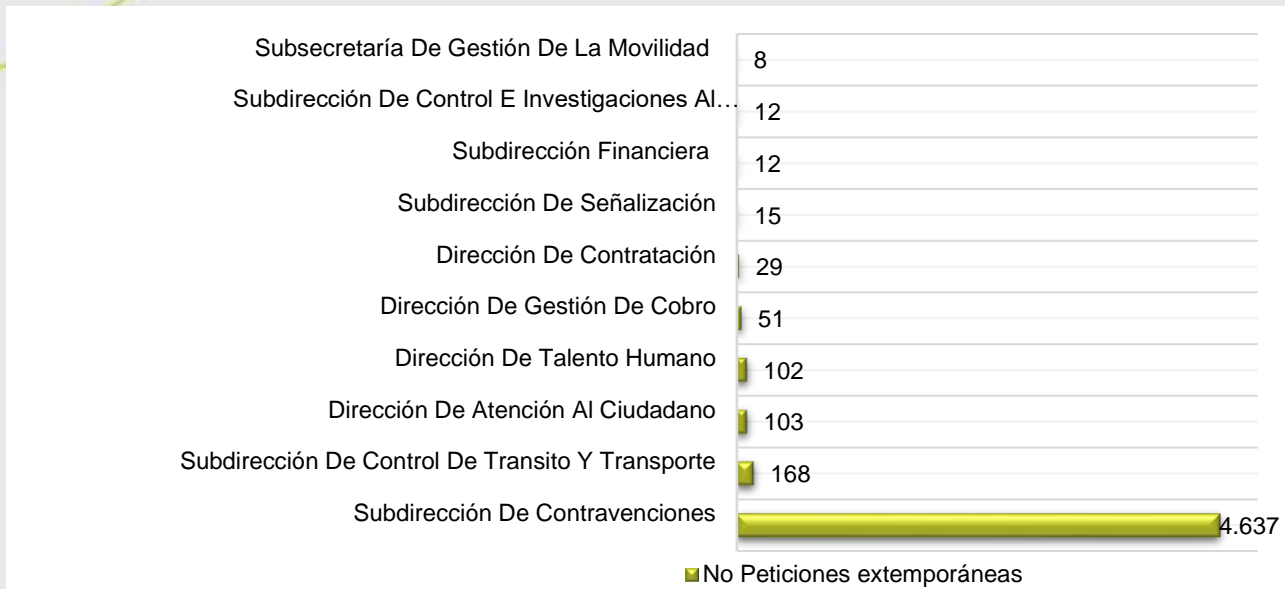 Subsecretaría De Gestión De La Movilidad 8
Subdirección De Control E Investigaciones Al… 12
Subdirección Financiera 12
Subdirección De Señalización 15
Dirección De Contratación 29
Dirección De Gestión De Cobro 51
Dirección De Talento Humano 102
Dirección De Atención Al Ciudadano 103
Subdirección De Control De Transito Y Transporte 168
Subdirección De Contravenciones 4.637
No Peticiones extemporáneas